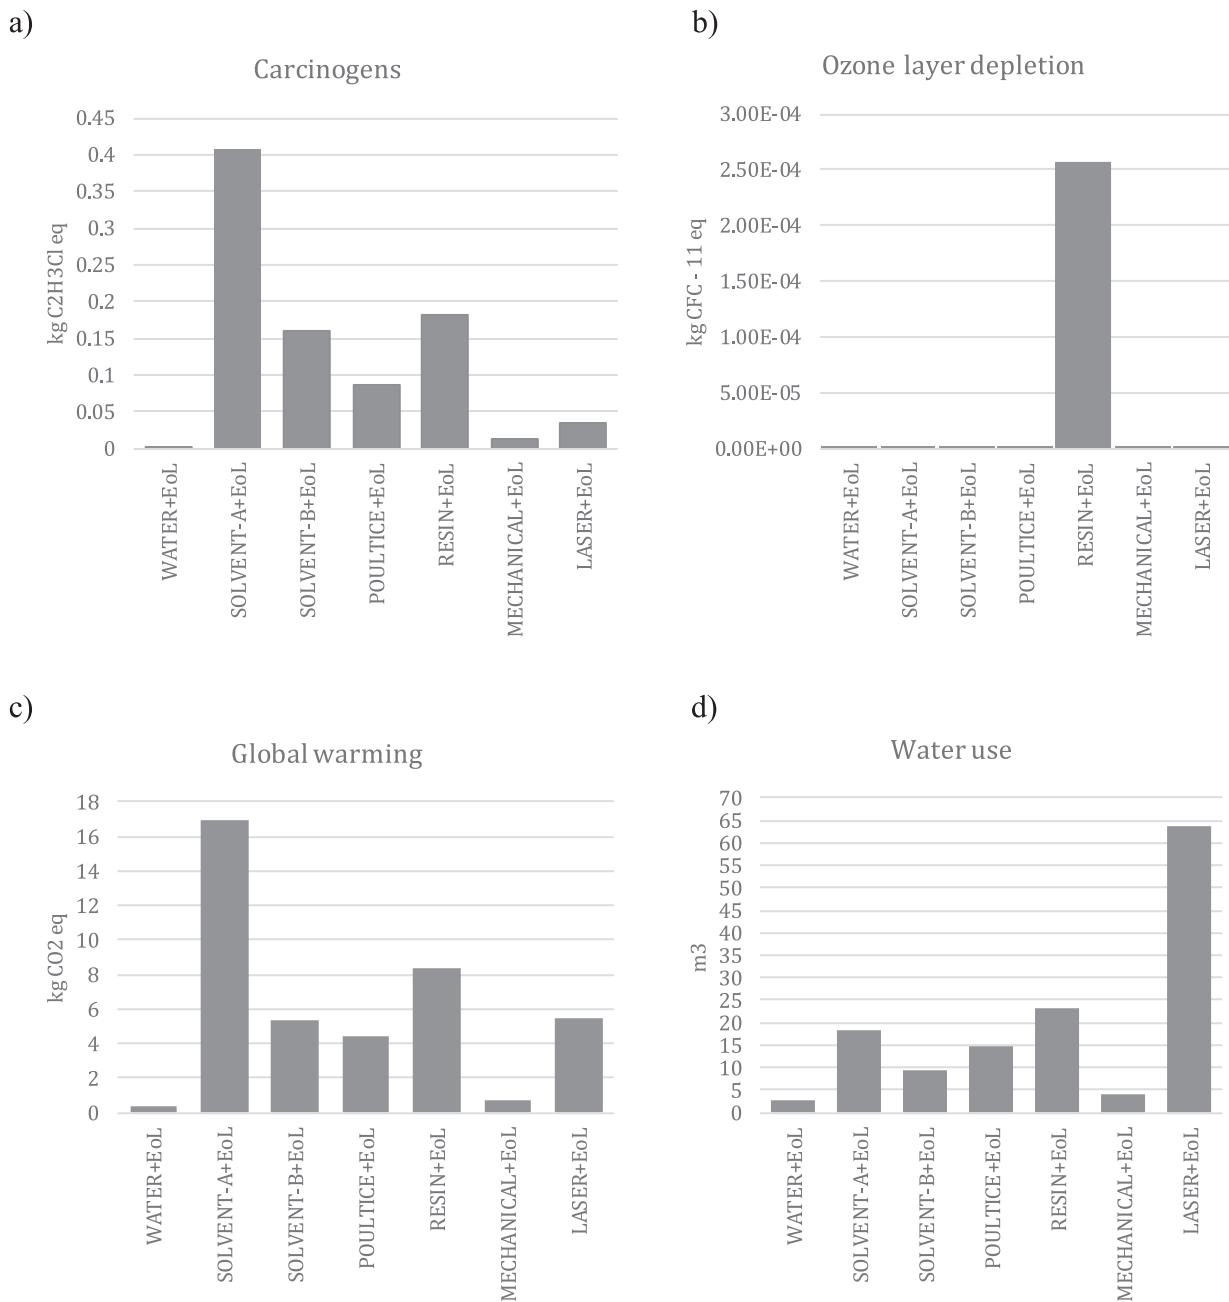 a)
Carcinogens
0.45
0.4
0.35
0.3
0.25
0.2
0.15
0.1
0.05
0
kg C2H3Cl eq
WATER+EoL
SOLVENT-A+EoL
SOLVENT-B+EoL
POULTICE+EoL
RESIN+EoL
MECHANICAL+EoL
LASER+EoL
b)
Ozone layer depletion
3.00E-04
2.50E-04
2.00E-04
1.50E-04
1.00E-04
5.00E-05
0.00E+00
kg CFC - 11 eq
WATER+EoL
SOLVENT-A+EoL
SOLVENT-B+EoL
POULTICE+EoL
RESIN+EoL
MECHANICAL+EoL
LASER+EoL
c)
Global warming
18
16
14
12
10
8
6
4
2
0
kg CO2 eq
WATER+EoL
SOLVENT-A+EoL
SOLVENT-B+EoL
POULTICE+EoL
RESIN+EoL
MECHANICAL+EoL
LASER+EoL
d)
Water use
70
65
60
55
50
45
40
35
30
25
20
15
10
5
0
m3
WATER+EoL
SOLVENT-A+EoL
SOLVENT-B+EoL
POULTICE+EoL
RESIN+EoL
MECHANICAL+EoL
LASER+EoL